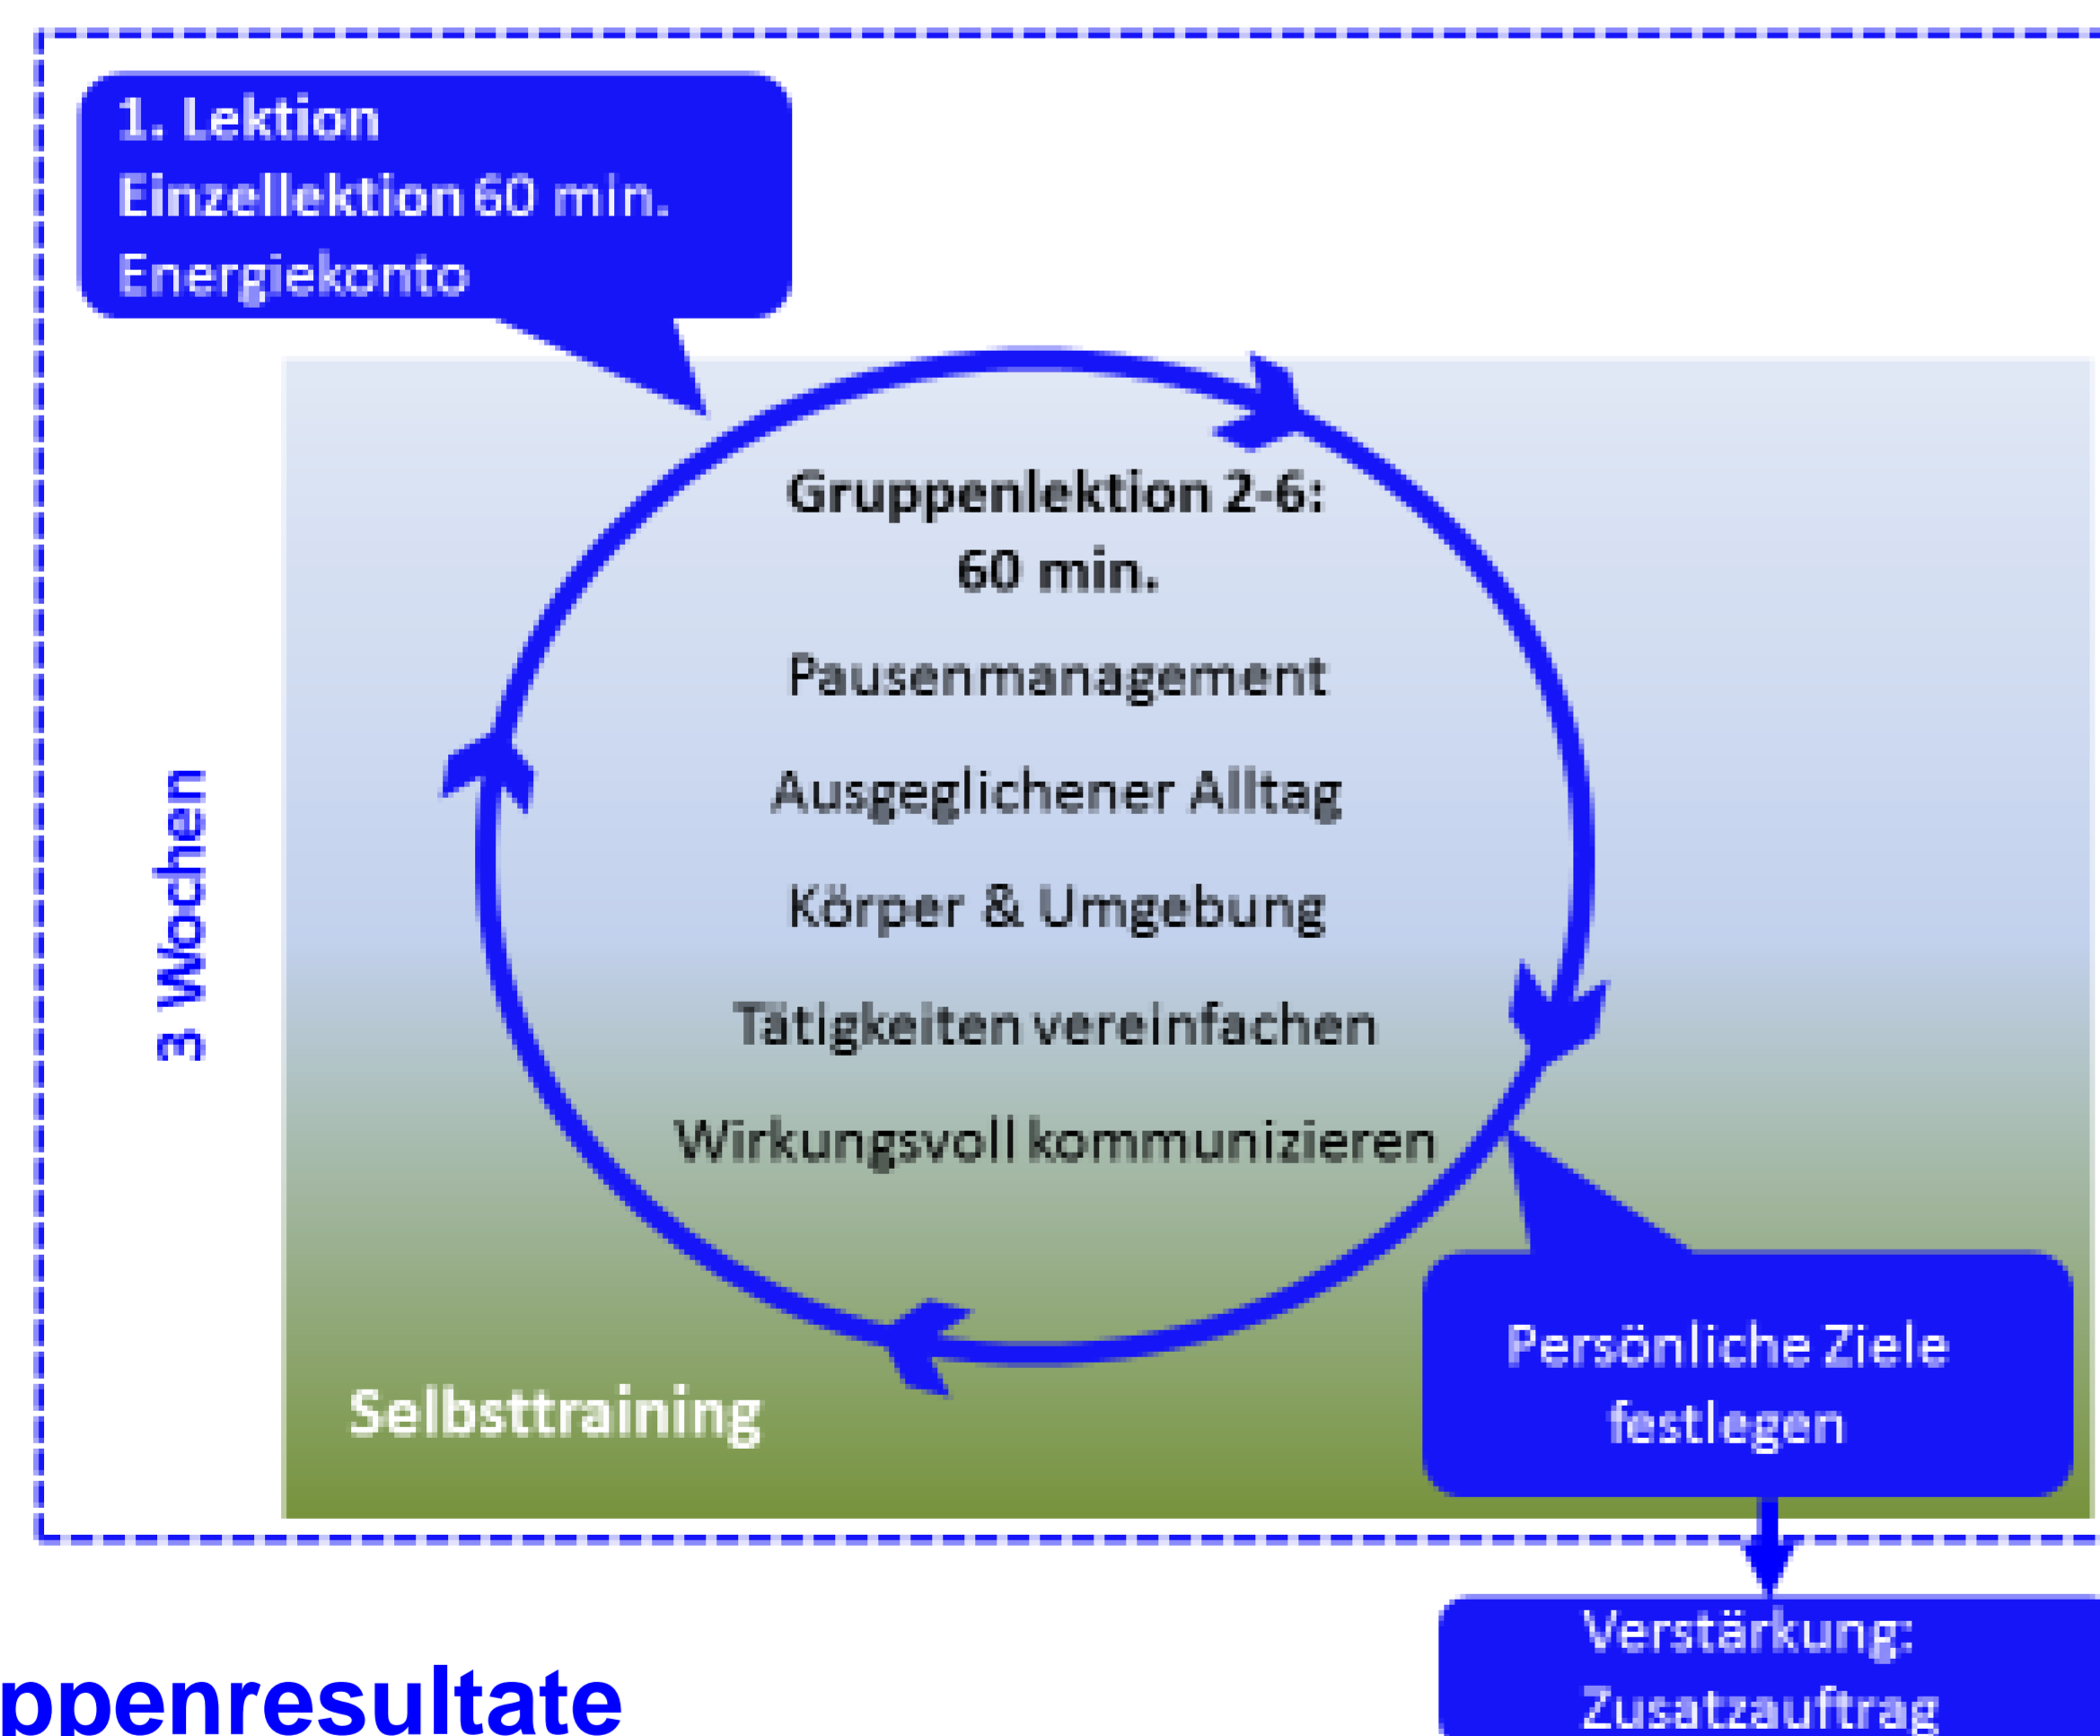 1. Lektion
Einzellektion 60 min.
Energiekonto
Gruppenlektion 2-6:
60 min.
Pausenmanagement
Ausgeglichener Alltag
Körper & Umgebung
Tätigkeiten vereinfachen
Wirkungsvoll kommunizieren
3 Wochen
Selbsttraining
Persönliche Ziele
festlegen
Verstärkung:
Zusatzauftrag
ppenresultate